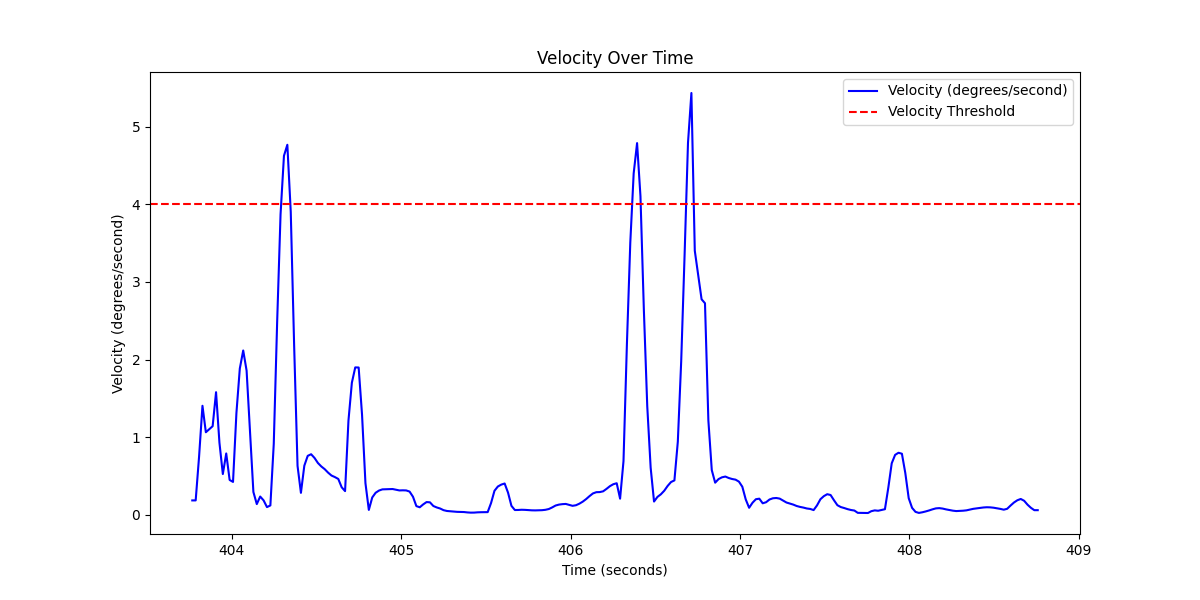 Velocity Over Time
Velocity (degrees/second)
Velocity Threshold
Velocity (degrees/second)
5
4
3
2
1
0
404 405 406 407 408 409
Time (seconds)